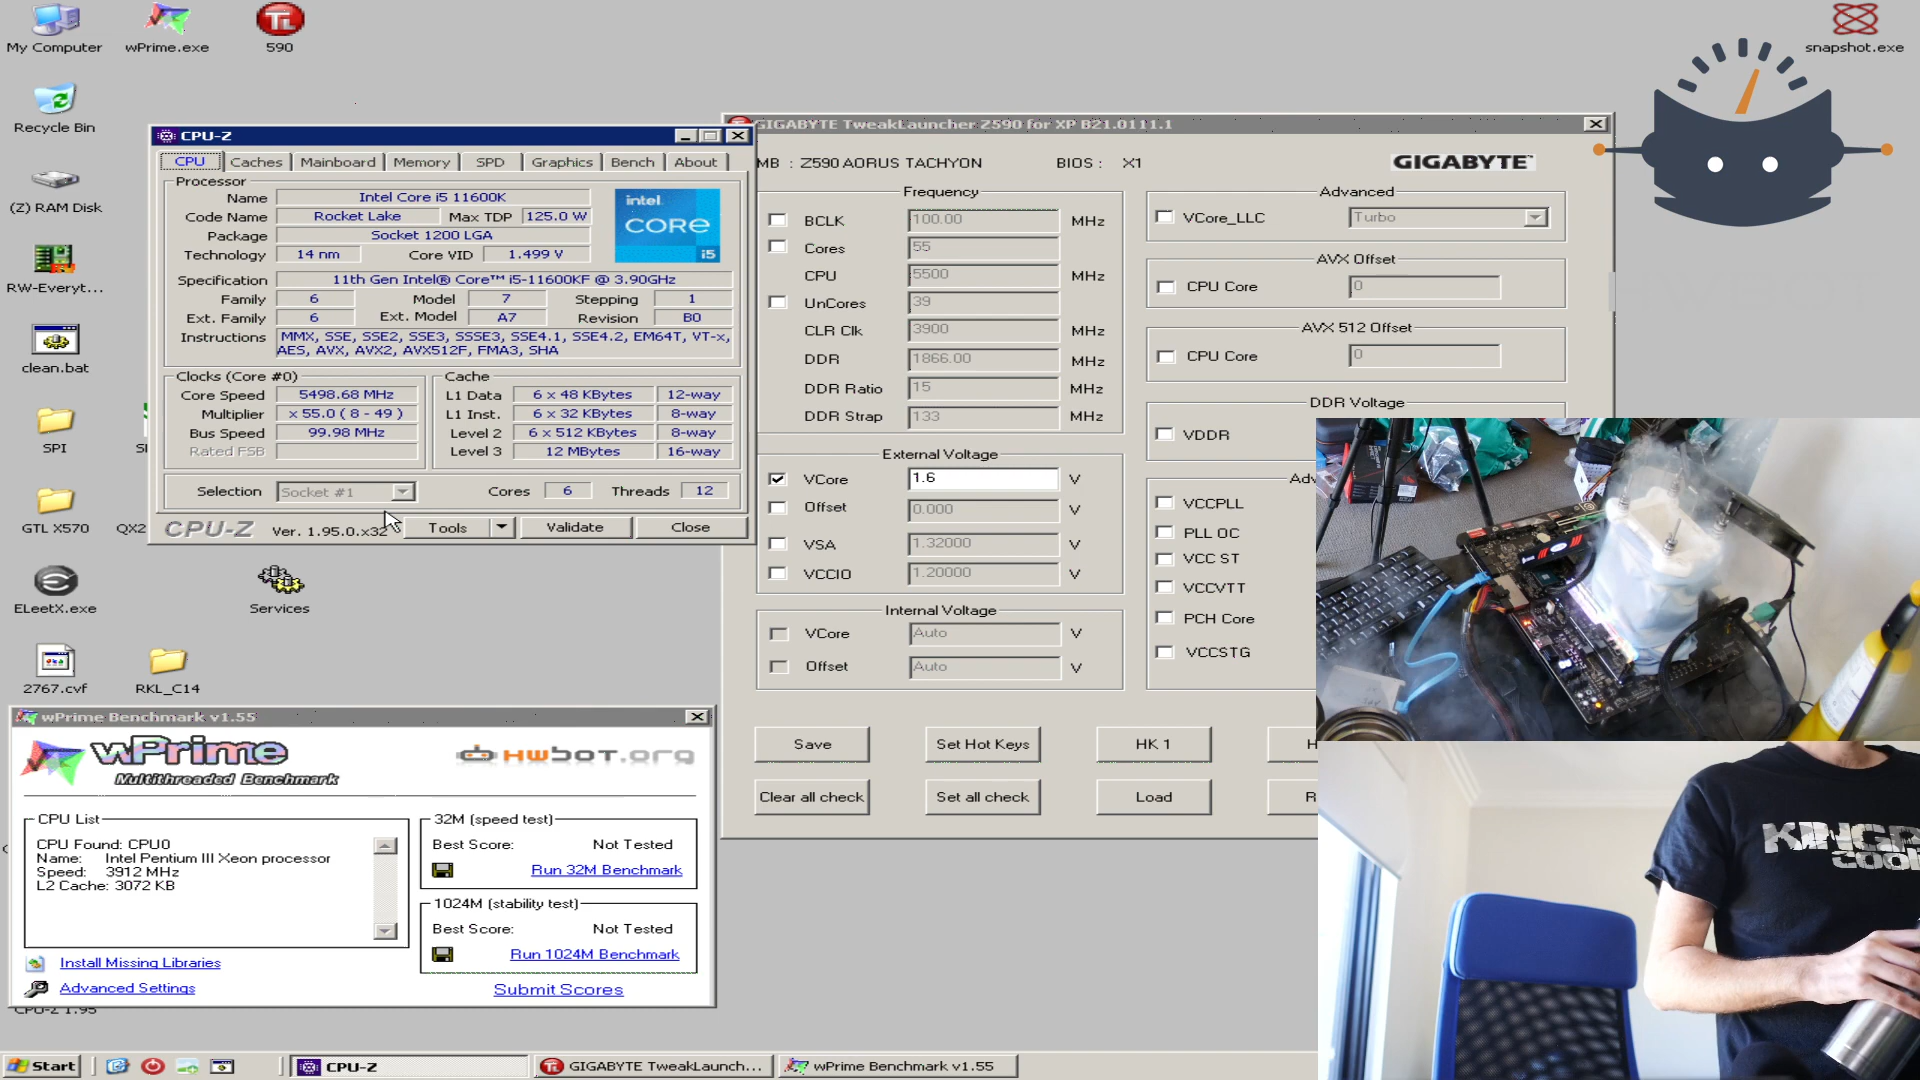 My Computer
wPrime.exe
590
snapshot.exe
Recycle Bin
(Z) RAM Disk
RW-Everyt...
clean.bat
SPI
GTL X570
QX2
ELeetX.exe
Services
2767.cvf
RKL_C14
CPU-Z 1.95
CPU-Z
CPU
Caches
Mainboard
Memory
SPD
Graphics
Bench
About
Processor
Name Intel Core i5 11600K
Code Name Rocket Lake Max TDP 125.0 W
Package Socket 1200 LGA
Technology 14 nm Core VID 1.499 V
intel
CORE
i5
Specification 11th Gen Intel® Core™ i5-11600KF @ 3.90GHz
Family 6 Model 7 Stepping 1
Ext. Family 6 Ext. Model A7 Revision B0
Instructions MMX, SSE, SSE2, SSE3, SSSE3, SSE4.1, SSE4.2, EM64T, VT-x,
AES, AVX, AVX2, AVX512F, FMA3, SHA
Clocks (Core #0)
Core Speed 5498.68 MHz
Multiplier x 55.0 ( 8 - 49 )
Bus Speed 99.98 MHz
Rated FSB
Cache
L1 Data 6 x 48 KBytes 12-way
L1 Inst. 6 x 32 KBytes 8-way
Level 2 6 x 512 KBytes 8-way
Level 3 12 MBytes 16-way
Selection Socket #1 Cores 6 Threads 12
CPU-Z Ver. 1.95.0.x32 Tools Validate Close
GIGABYTE TweakLauncher Z590 for XP B21.0111.1
MB : Z590 AORUS TACHYON BIOS : X1 GIGABYTE™
Frequency
BCLK 100.00 MHz
Cores 55
CPU 5500 MHz
UnCores 39
CLR Clk 3900 MHz
DDR 1866.00 MHz
DDR Ratio 15 MHz
DDR Strap 133 MHz
External Voltage
VCore 1.6 V
Offset 0.000 V
VSA 1.32000 V
VCCIO 1.20000 V
Internal Voltage
VCore Auto V
Offset Auto V
Advanced
VCore_LLC Turbo
AVX Offset
CPU Core 0
AVX 512 Offset
CPU Core 0
DDR Voltage
VDDR
Adv
VCCPLL
PLL OC
VCC ST
VCCVTT
PCH Core
VCCSTG
Save Set Hot Keys HK 1 H
Clear all check Set all check Load R
wPrime Benchmark v1.55
wPrime
Multithreaded Benchmark
HWBOT.org
CPU List
CPU Found: CPU0
Name: Intel Pentium III Xeon processor
Speed: 3912 MHz
L2 Cache: 3072 KB
Install Missing Libraries
Advanced Settings
32M (speed test)
Best Score: Not Tested
Run 32M Benchmark
1024M (stability test)
Best Score: Not Tested
Run 1024M Benchmark
Submit Scores
KINGP
COOL
Start
CPU-Z
GIGABYTE TweakLaunch...
wPrime Benchmark v1.55